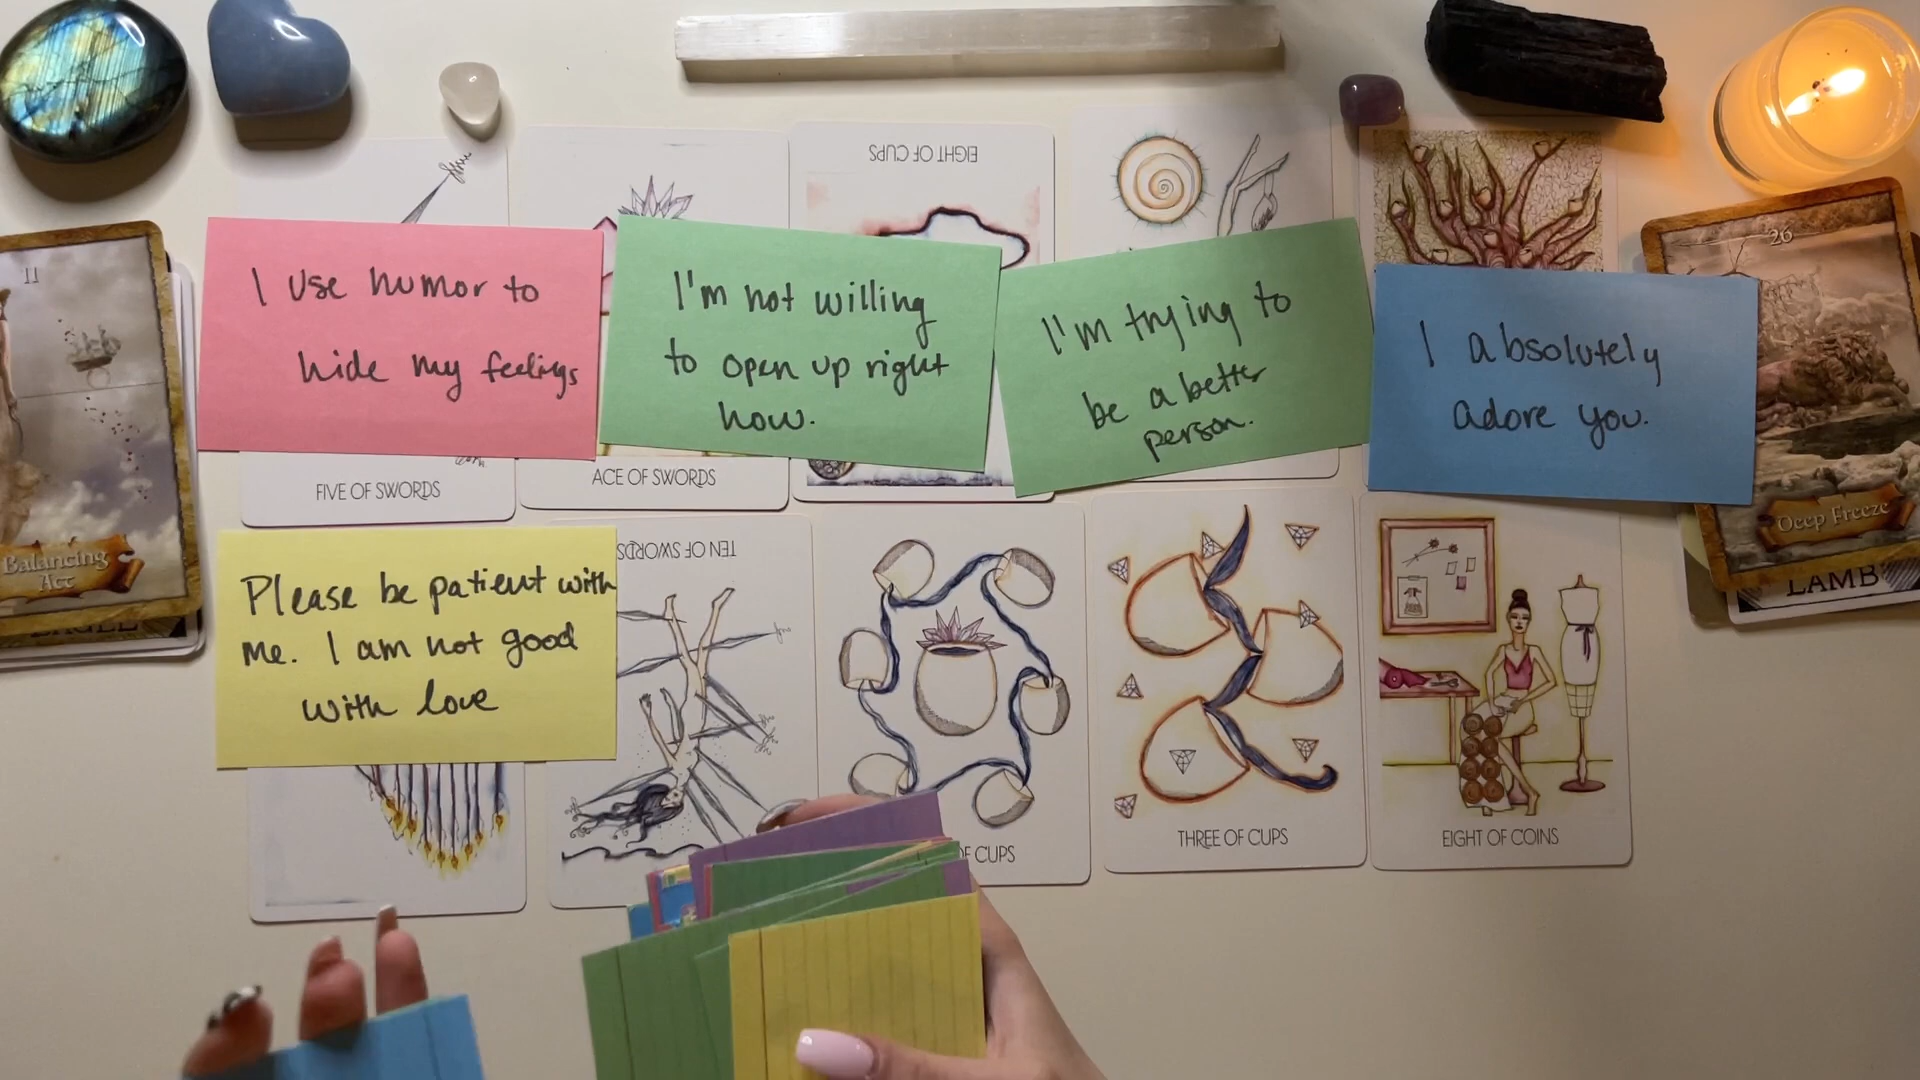 EIGHT OF CUPS
26
11
I use humor to
hide my feelings
I'm not willing
to open up right
now.
I'm trying to
be a better
person.
I absolutely
adore you.
FIVE OF SWORDS
ACE OF SWORDS
Balancing
Act
Deep Freeze
LAMB
Please be patient with
me. I am not good
with love
TEN OF SWORDS
OF CUPS
THREE OF CUPS
EIGHT OF COINS